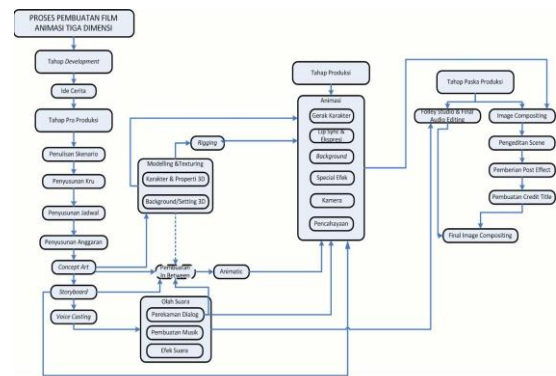 PROSES PEMBUATAN FILM
ANIMASI TIGA DIMENSI
Tahap Development
Ide Cerita
Tahap Pra Produksi
Penulisan Skenario
Penyusunan Kru
Penyusunan Jadwal
Penyusunan Anggaran
Concept Art
Storyboard
Voice Casting
Rigging
Modelling &Texturing
Karakter & Properti 3D
Background/Setting 3D
Pembuatan
In Between
Animatic
Olah Suara
Perekaman Dialog
Pembuatan Musik
Efek Suara
Tahap Produksi
Animasi
Gerak Karakter
Lip Sync &
Ekspresi
Background
Special Efek
Kamera
Pencahayaan
Tahap Paska Produksi
Folley Studio & Final
Audio Editing
Image Compositing
Pengeditan Scene
Pemberian Post Effect
Pembuatan Credit Title
Final Image Compositing